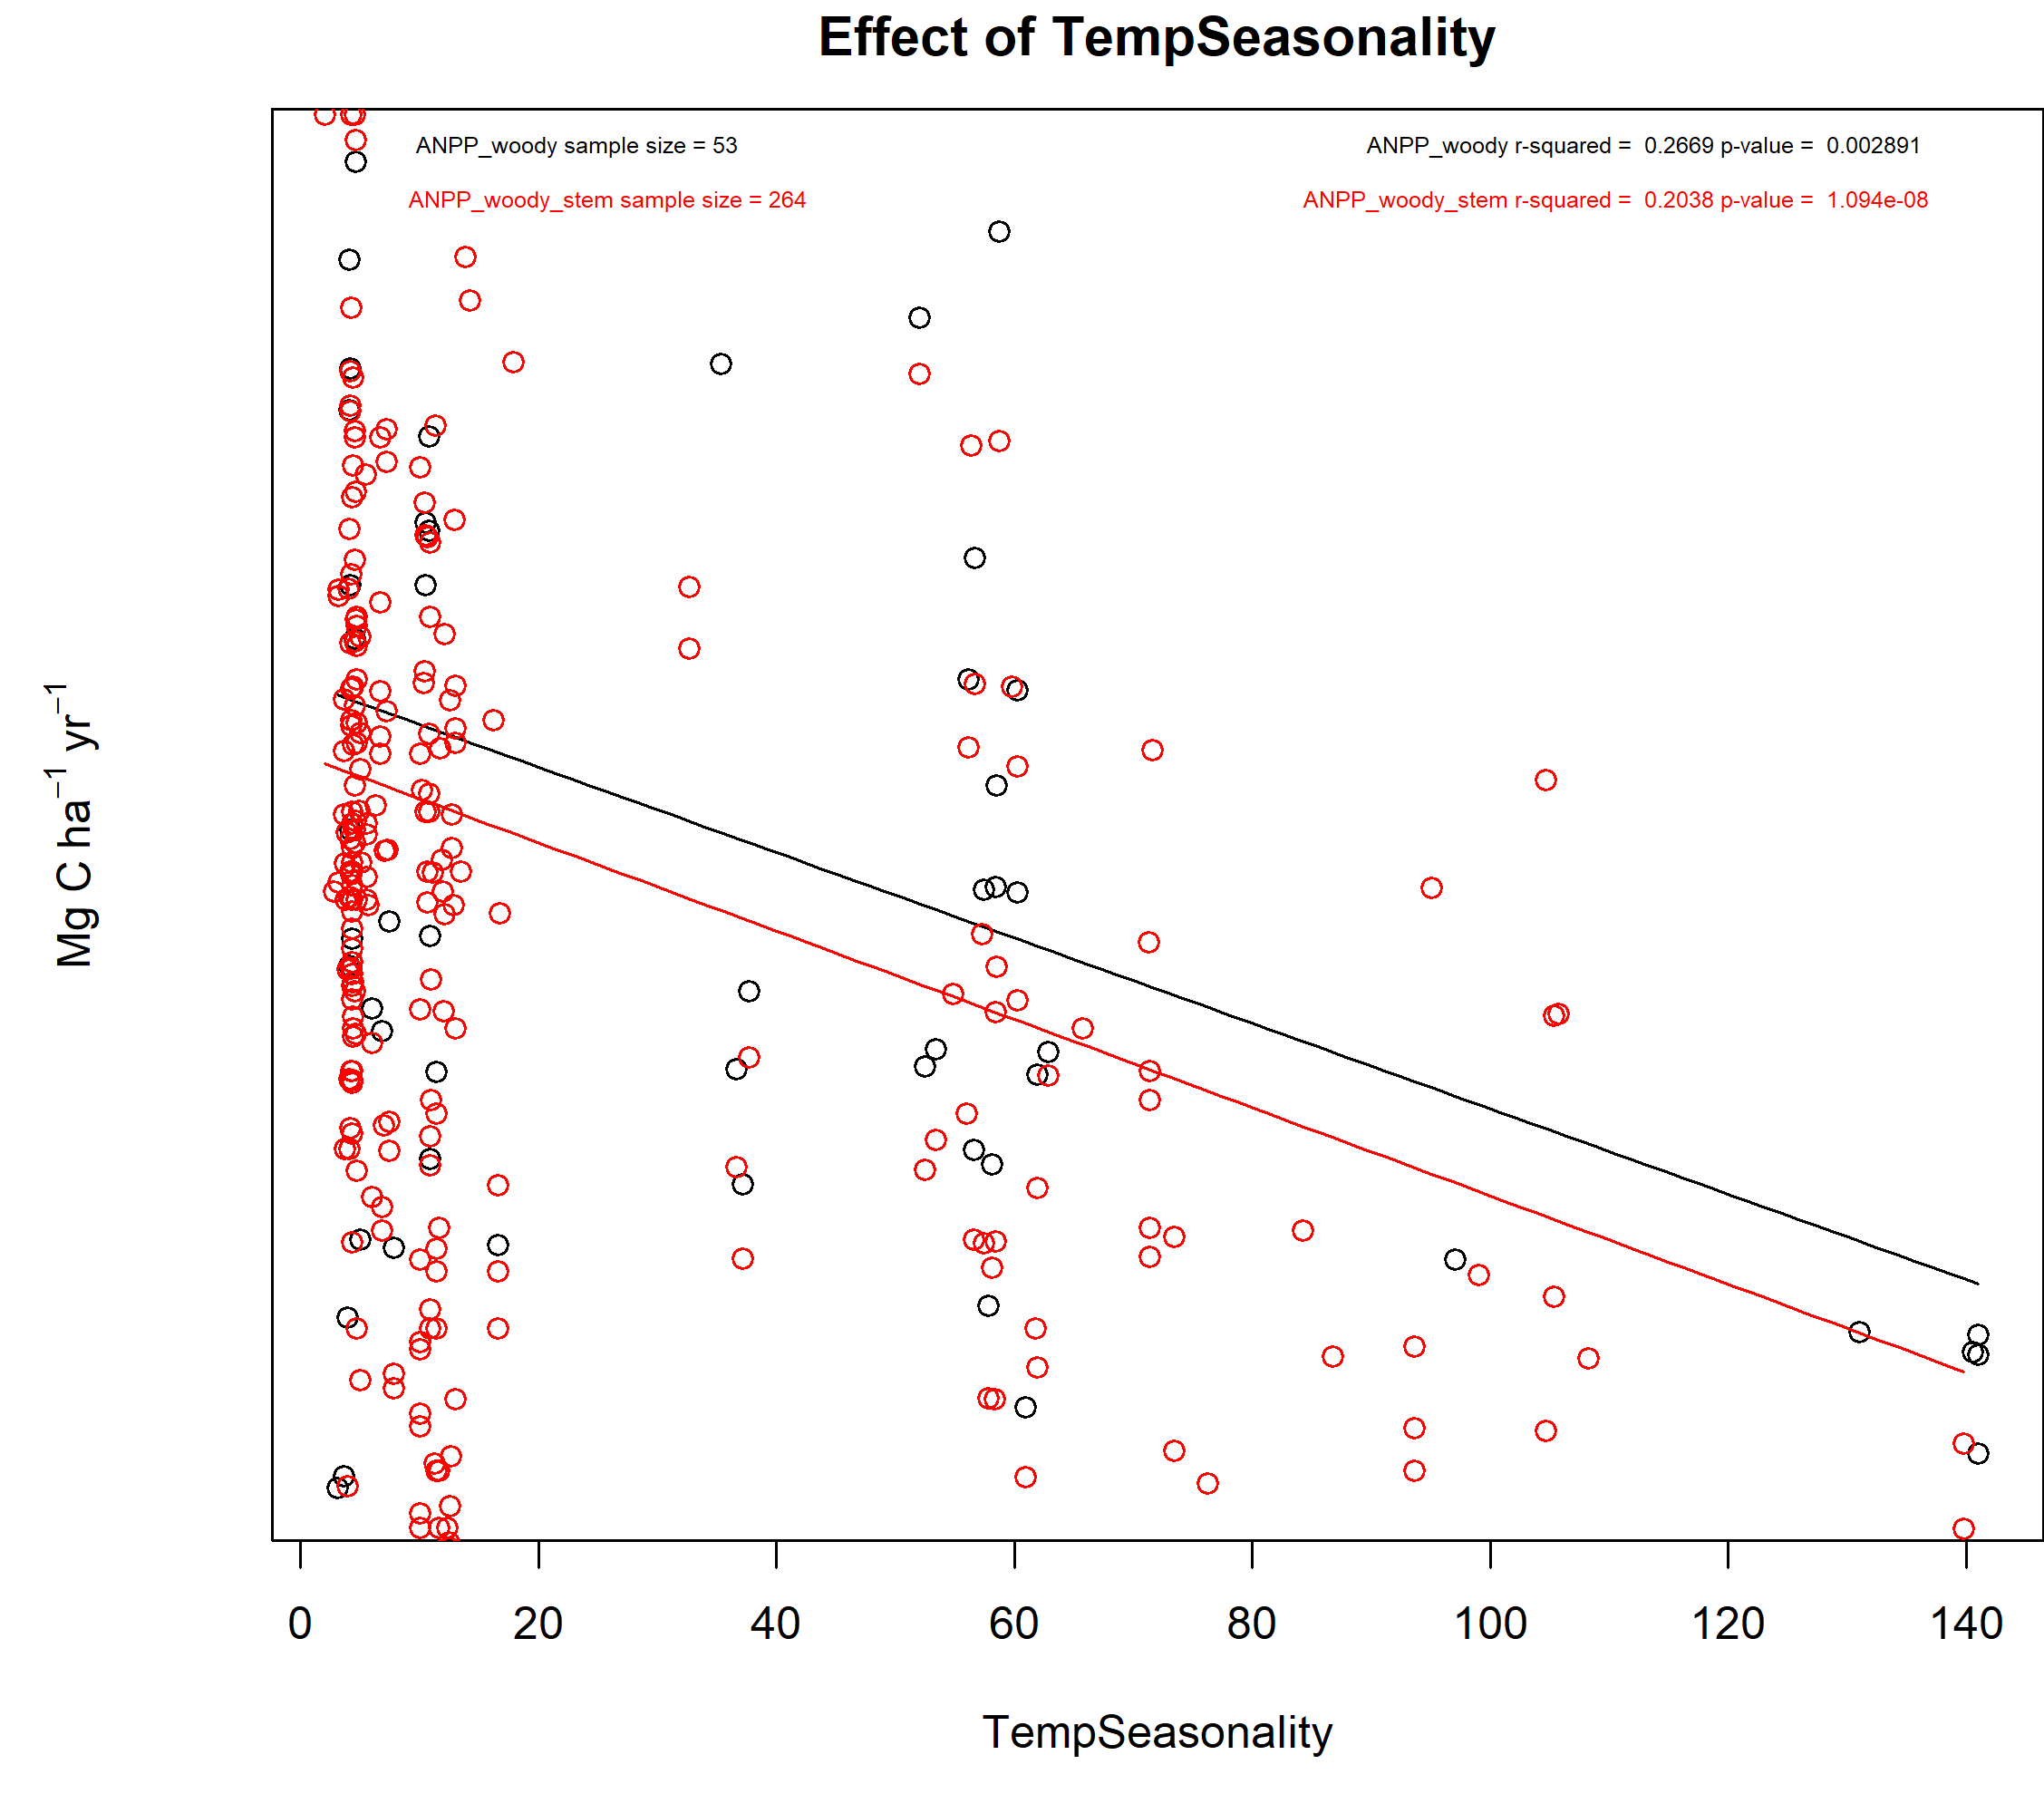 Effect of TempSeasonality
ANPP_woody sample size = 53
ANPP_woody r-squared =  0.2669 p-value =  0.002891
ANPP_woody_stem sample size = 264
ANPP_woody_stem r-squared =  0.2038 p-value =  1.094e-08
Mg C ha⁻¹ yr⁻¹
0 20 40 60 80 100 120 140
TempSeasonality